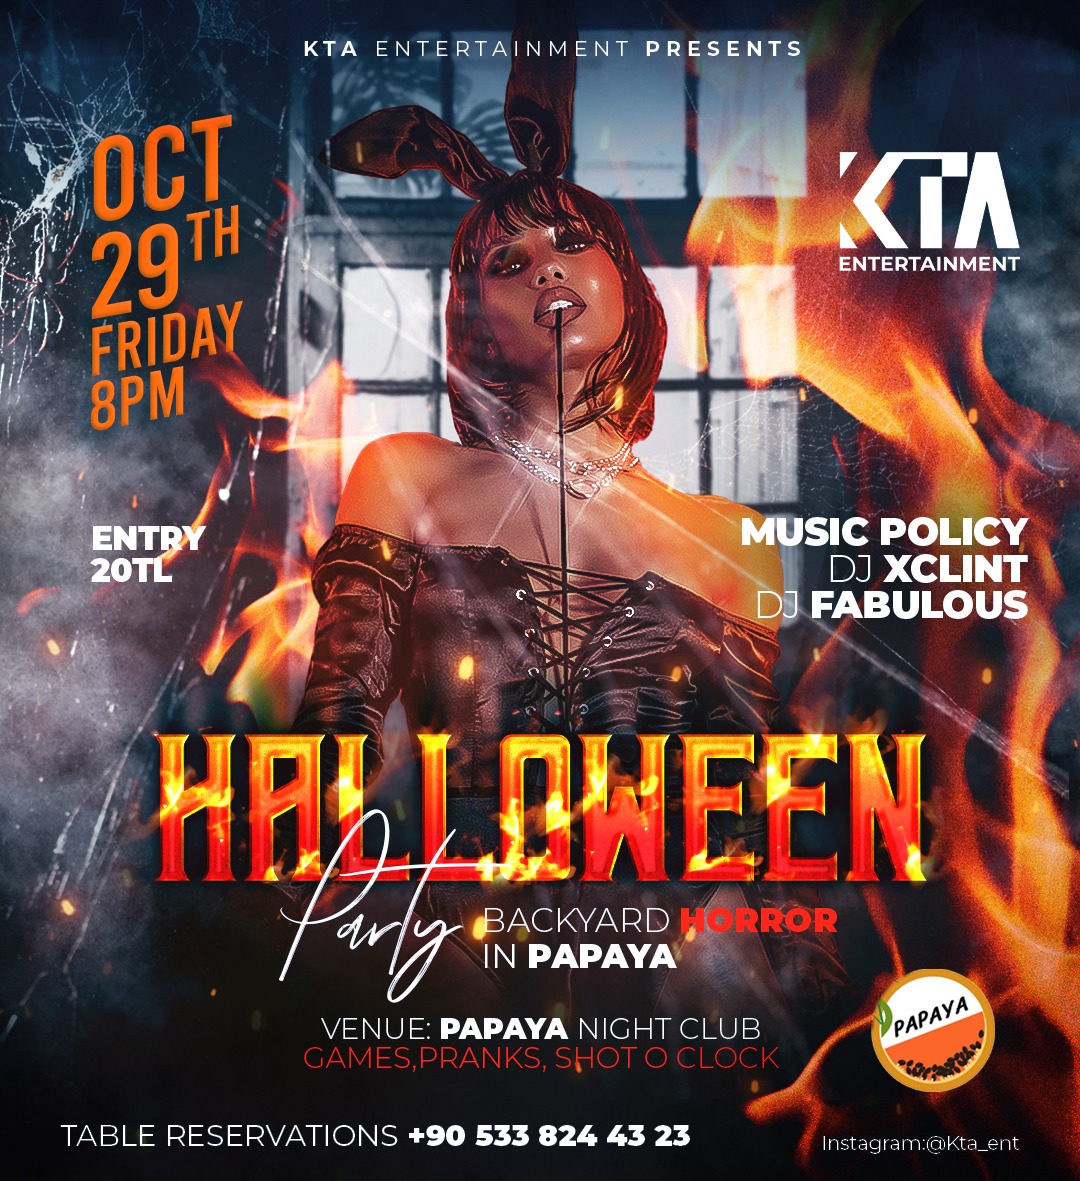 KTA ENTERTAINMENT PRESENTS
OCT
29TH
FRIDAY
8PM
KTA
ENTERTAINMENT
ENTRY
20TL
MUSIC POLICY
DJ XCLINT
DJ FABULOUS
HALLOWEEN
Party
BACKYARD HORROR
IN PAPAYA
VENUE: PAPAYA NIGHT CLUB
GAMES,PRANKS, SHOT O CLOCK
PAPAYA
TABLE RESERVATIONS +90 533 824 43 23
Instagram:@Kta_ent